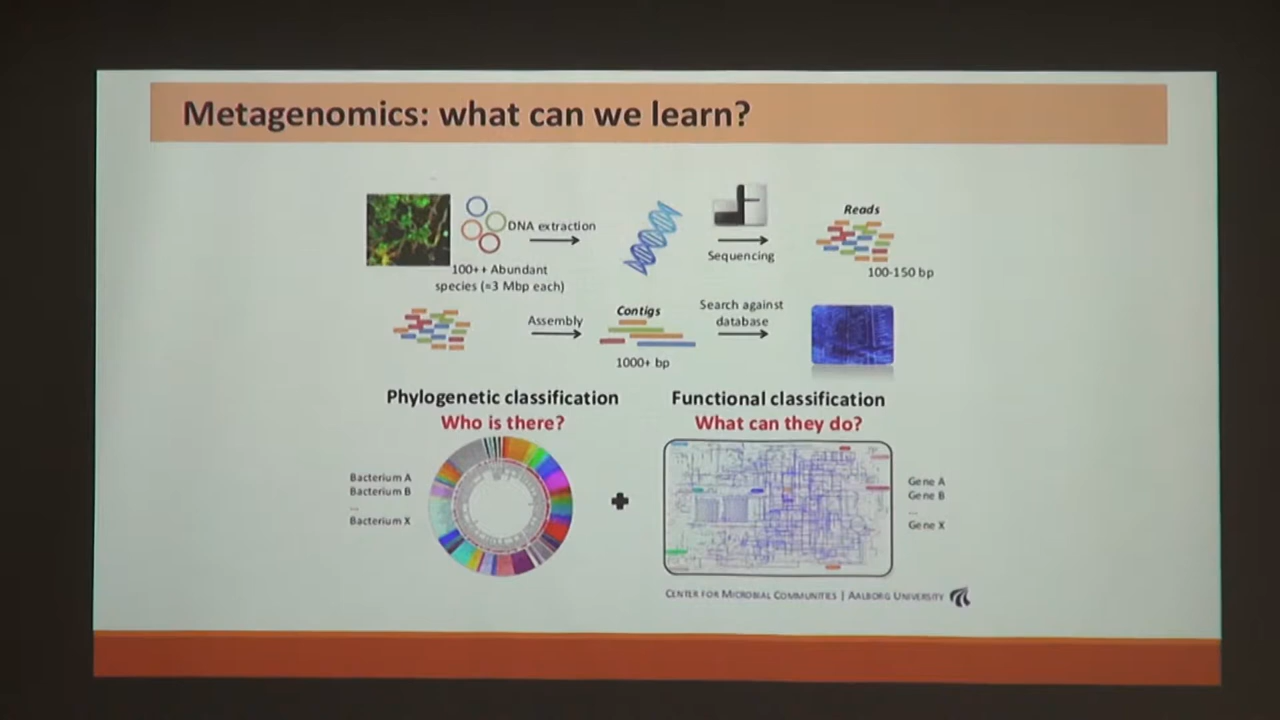 Metagenomics: what can we learn?
DNA extraction
100++ Abundant
species (≈3 Mbp each)
Sequencing
Reads
100-150 bp
Assembly
Contigs
1000+ bp
Search against
database
Phylogenetic classification
Who is there?
Bacterium A
Bacterium B
...
Bacterium X
Functional classification
What can they do?
Gene A
Gene B
...
Gene X
CENTER FOR MICROBIAL COMMUNITIES | AALBORG UNIVERSITY